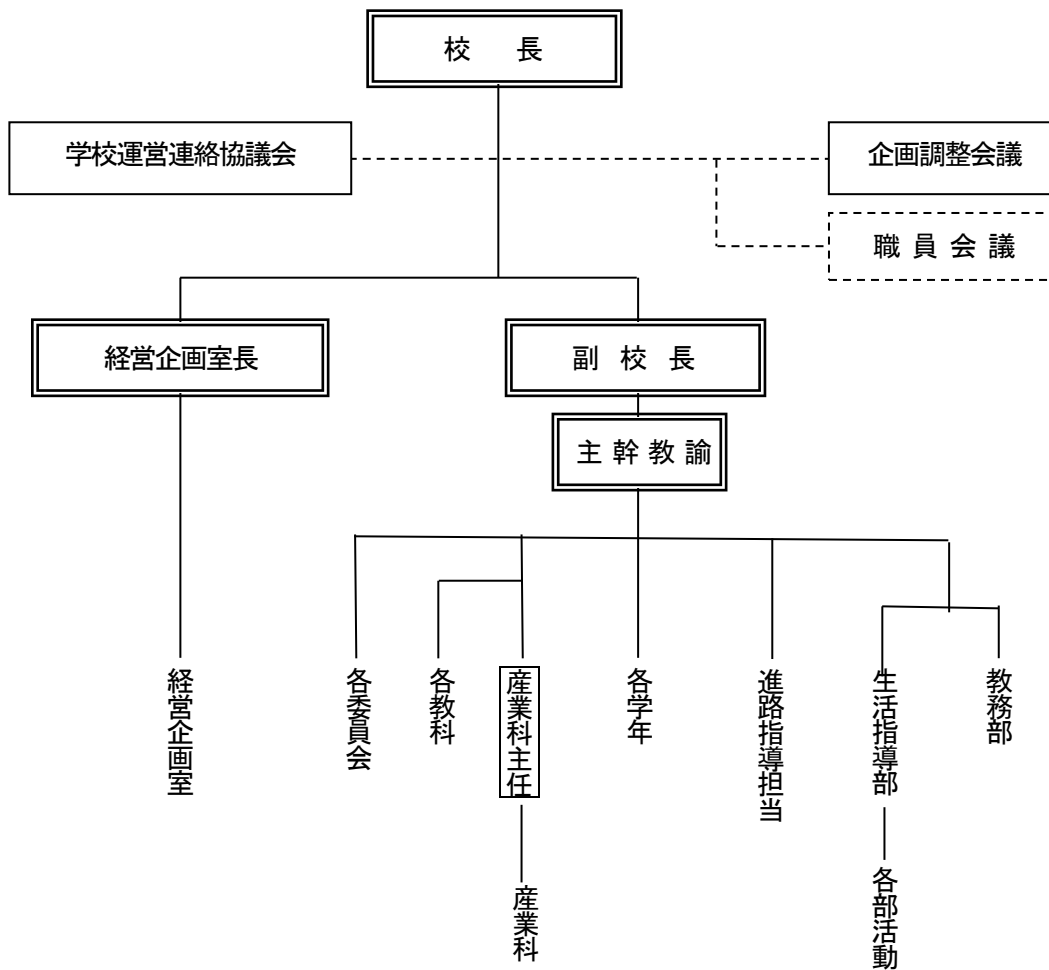 校　長
学校運営連絡協議会
企画調整会議
職 員 会 議
経営企画室長
副 校 長
主 幹 教 諭
経営企画室
各委員会
各教科
産業科主任
各学年
進路指導担当
生活指導部
教務部
産業科
各部活動